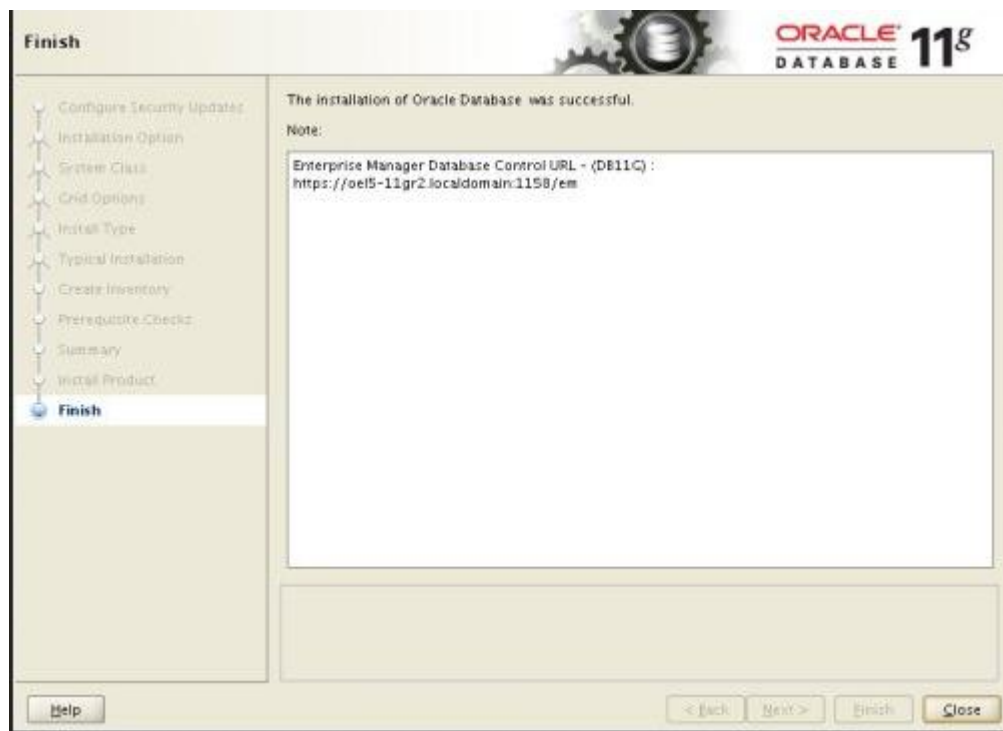 Finish
ORACLE 11g
DATABASE
Configure Security Updates
Installation Option
System Class
Grid Options
Install Type
Typical Installation
Create Inventory
Prerequisite Checks
Summary
Install Product
Finish
The installation of Oracle Database was successful.
Note:
Enterprise Manager Database Control URL - (DB11G) :
https://oel5-11gr2.localdomain:1158/em
Help
< Back
Next >
Finish
Close